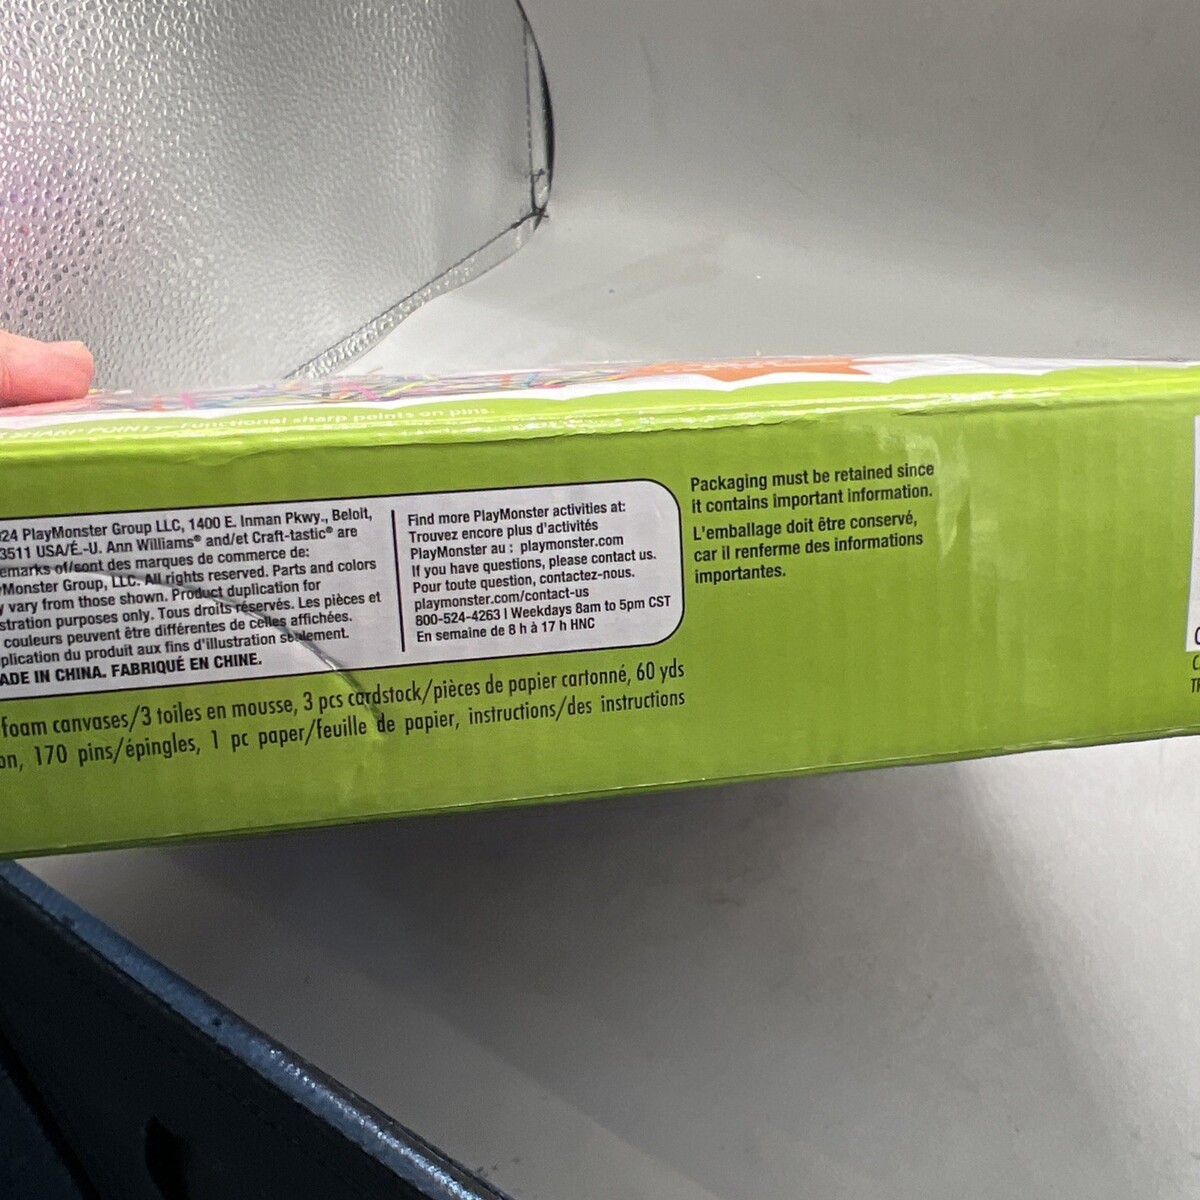 SHARP POINT — Functional sharp points on pins.
24 PlayMonster Group LLC, 1400 E. Inman Pkwy., Beloit,
3511 USA/É.-U. Ann Williams® and/et Craft-tastic® are
emarks of/sont des marques de commerce de:
Monster Group, LLC. All rights reserved. Parts and colors
y vary from those shown. Product duplication for
stration purposes only. Tous droits réservés. Les pièces et
couleurs peuvent être différentes de celles affichées.
plication du produit aux fins d'illustration seulement.
ADE IN CHINA. FABRIQUÉ EN CHINE.
Find more PlayMonster activities at:
Trouvez encore plus d'activités
PlayMonster au : playmonster.com
If you have questions, please contact us.
Pour toute question, contactez-nous.
playmonster.com/contact-us
800-524-4263 | Weekdays 8am to 5pm CST
En semaine de 8 h à 17 h HNC
Packaging must be retained since
it contains important information.
L'emballage doit être conservé,
car il renferme des informations
importantes.
foam canvases/3 toiles en mousse, 3 pcs cardstock/pièces de papier cartonné, 60 yds
on, 170 pins/épingles, 1 pc paper/feuille de papier, instructions/des instructions